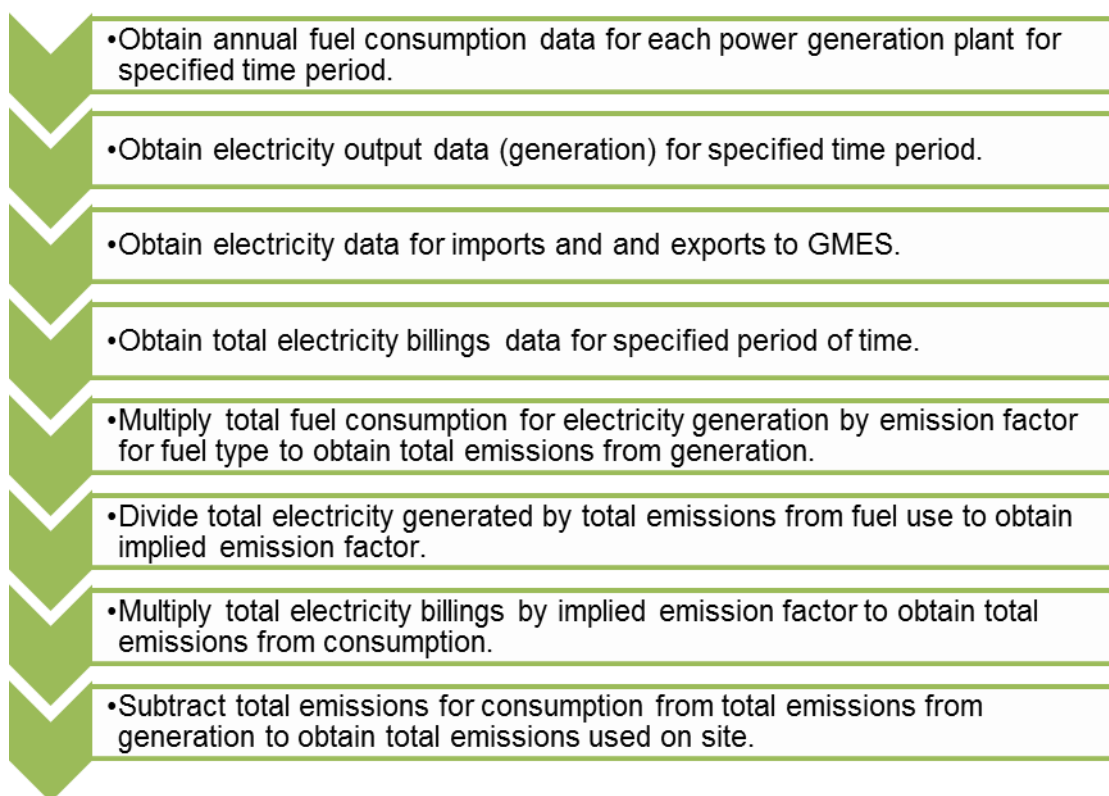 •Obtain annual fuel consumption data for each power generation plant for
specified time period.
•Obtain electricity output data (generation) for specified time period.
•Obtain electricity data for imports and and exports to GMES.
•Obtain total electricity billings data for specified period of time.
•Multiply total fuel consumption for electricity generation by emission factor
for fuel type to obtain total emissions from generation.
•Divide total electricity generated by total emissions from fuel use to obtain
implied emission factor.
•Multiply total electricity billings by implied emission factor to obtain total
emissions from consumption.
•Subtract total emissions for consumption from total emissions from
generation to obtain total emissions used on site.